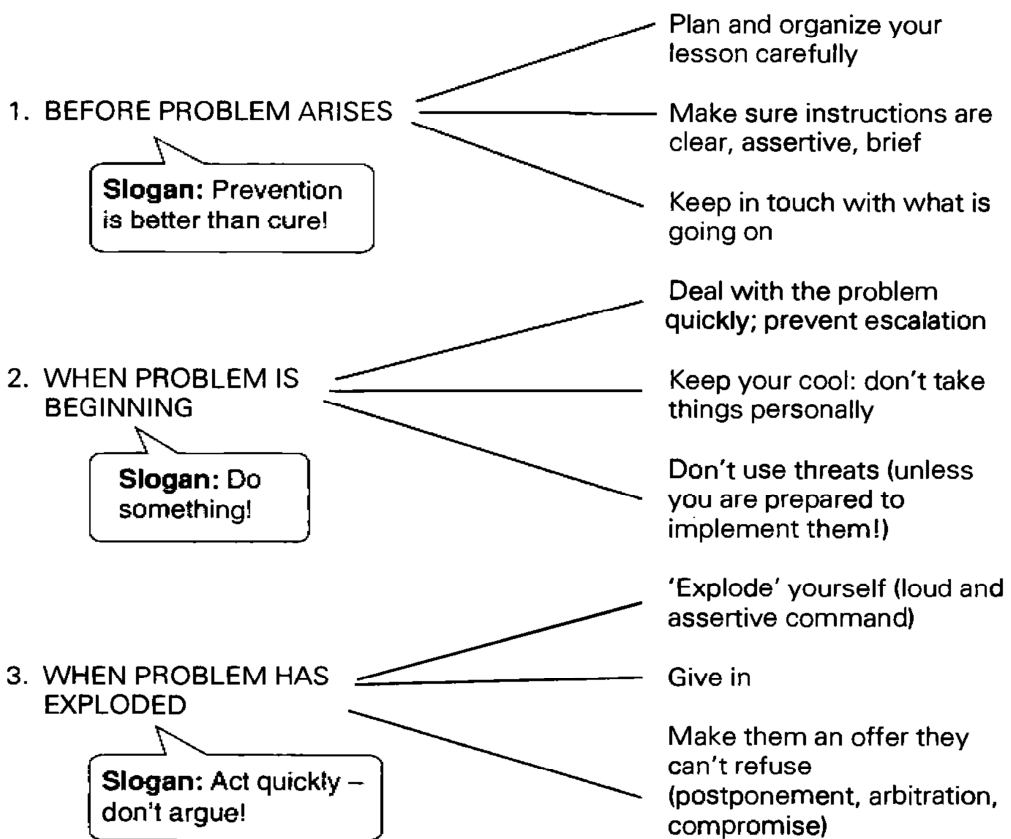 1. BEFORE PROBLEM ARISES
Slogan: Prevention
is better than cure!
Plan and organize your
lesson carefully
Make sure instructions are
clear, assertive, brief
Keep in touch with what is
going on
2. WHEN PROBLEM IS
BEGINNING
Slogan: Do
something!
Deal with the problem
quickly; prevent escalation
Keep your cool: don't take
things personally
Don't use threats (unless
you are prepared to
implement them!)
3. WHEN PROBLEM HAS
EXPLODED
Slogan: Act quickly –
don't argue!
'Explode' yourself (loud and
assertive command)
Give in
Make them an offer they
can't refuse
(postponement, arbitration,
compromise)